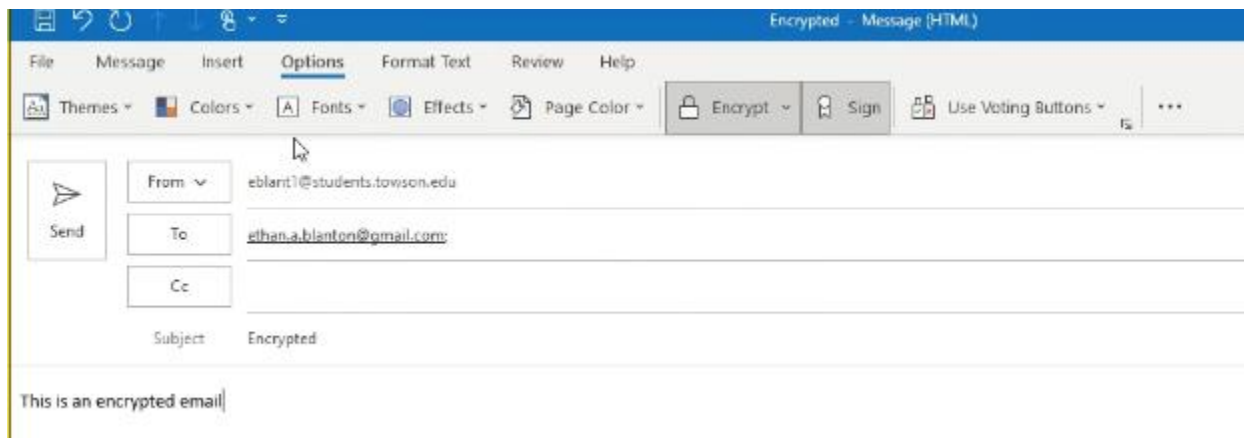 Encrypted - Message (HTML)
File Message Insert Options Format Text Review Help
Aa Themes Colors A Fonts Effects Page Color Encrypt Sign Use Voting Buttons ...
From eblant1@students.towson.edu
Send To ethan.a.blanton@gmail.com;
Cc
Subject Encrypted
This is an encrypted email